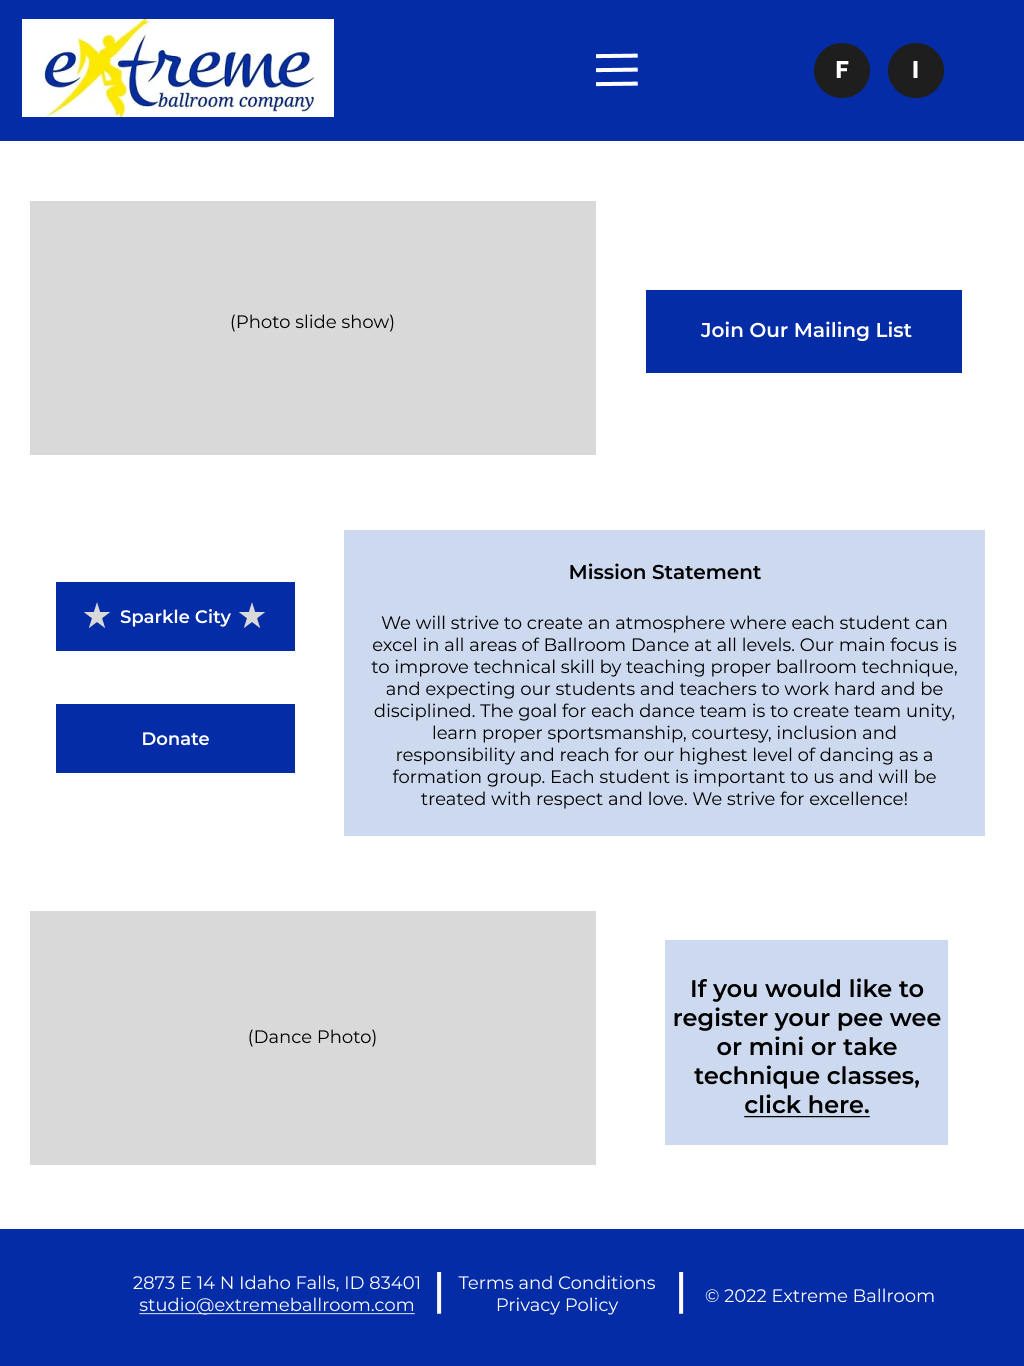 extreme
ballroom company
F
I
(Photo slide show)
Join Our Mailing List
Mission Statement
We will strive to create an atmosphere where each student can
excel in all areas of Ballroom Dance at all levels. Our main focus is
to improve technical skill by teaching proper ballroom technique,
and expecting our students and teachers to work hard and be
disciplined. The goal for each dance team is to create team unity,
learn proper sportsmanship, courtesy, inclusion and
responsibility and reach for our highest level of dancing as a
formation group. Each student is important to us and will be
treated with respect and love. We strive for excellence!
Sparkle City
Donate
(Dance Photo)
If you would like to
register your pee wee
or mini or take
technique classes,
click here.
2873 E 14 N Idaho Falls, ID 83401
studio@extremeballroom.com
Terms and Conditions
Privacy Policy
© 2022 Extreme Ballroom